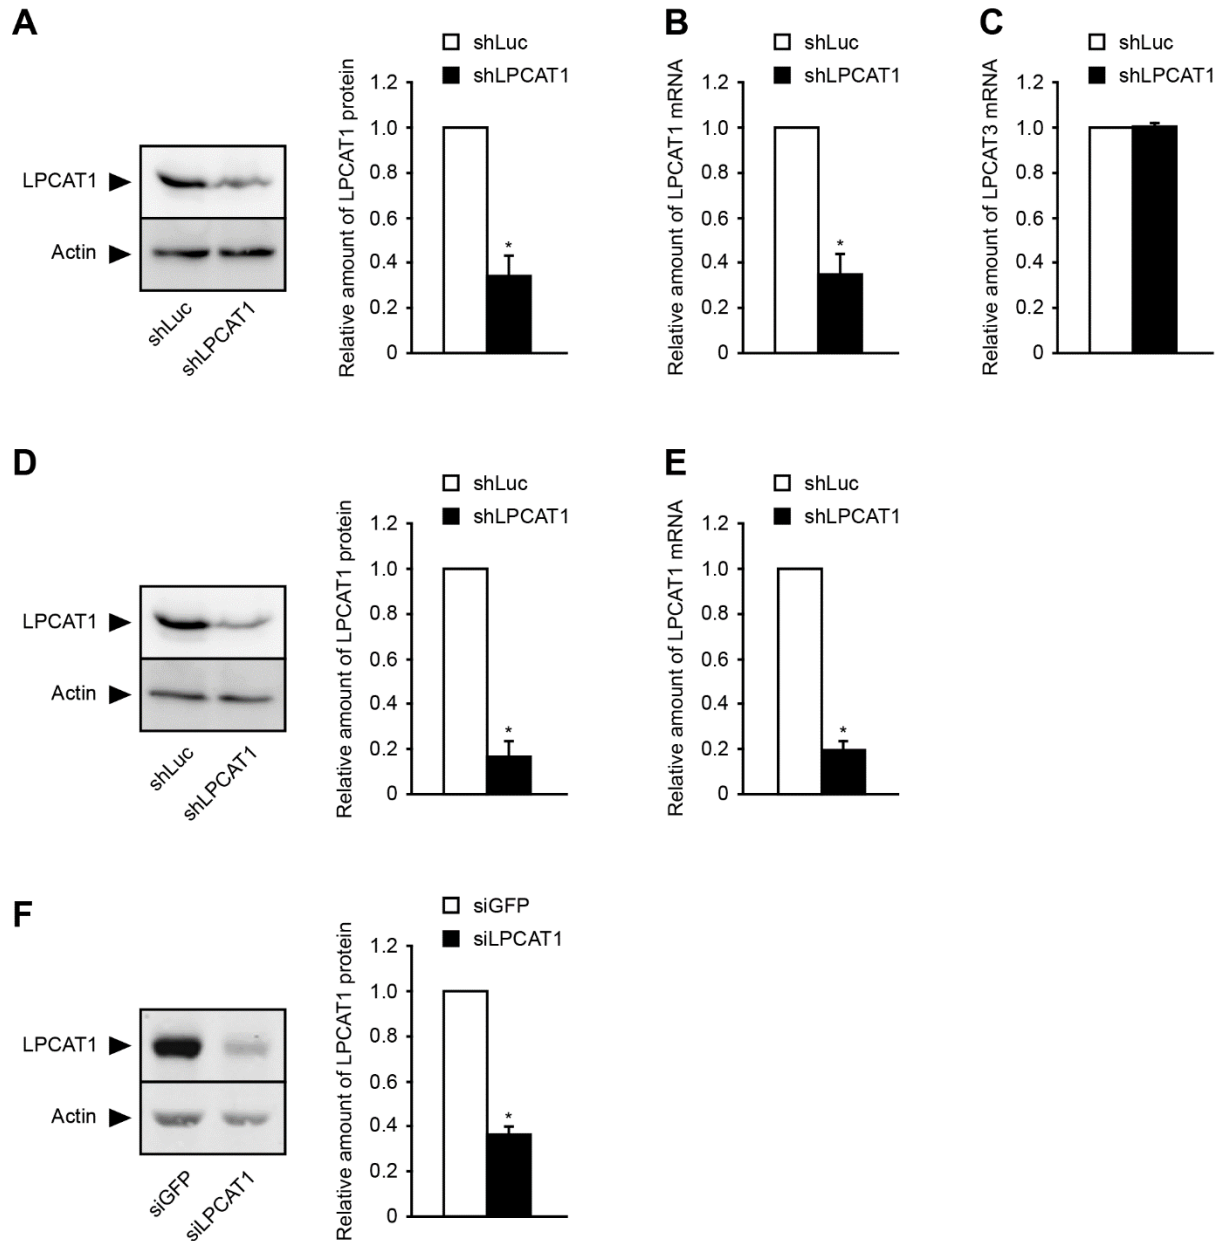 A
LPCAT1
Actin
shLuc
shLPCAT1
shLuc
shLPCAT1
Relative amount of LPCAT1 protein
1.2
1.0
0.8
0.6
0.4
0.2
0
*
B
shLuc
shLPCAT1
Relative amount of LPCAT1 mRNA
1.2
1.0
0.8
0.6
0.4
0.2
0
*
C
shLuc
shLPCAT1
Relative amount of LPCAT3 mRNA
1.2
1.0
0.8
0.6
0.4
0.2
0
D
LPCAT1
Actin
shLuc
shLPCAT1
shLuc
shLPCAT1
Relative amount of LPCAT1 protein
1.2
1.0
0.8
0.6
0.4
0.2
0
*
E
shLuc
shLPCAT1
Relative amount of LPCAT1 mRNA
1.2
1.0
0.8
0.6
0.4
0.2
0
*
F
LPCAT1
Actin
siGFP
siLPCAT1
siGFP
siLPCAT1
Relative amount of LPCAT1 protein
1.2
1.0
0.8
0.6
0.4
0.2
0
*